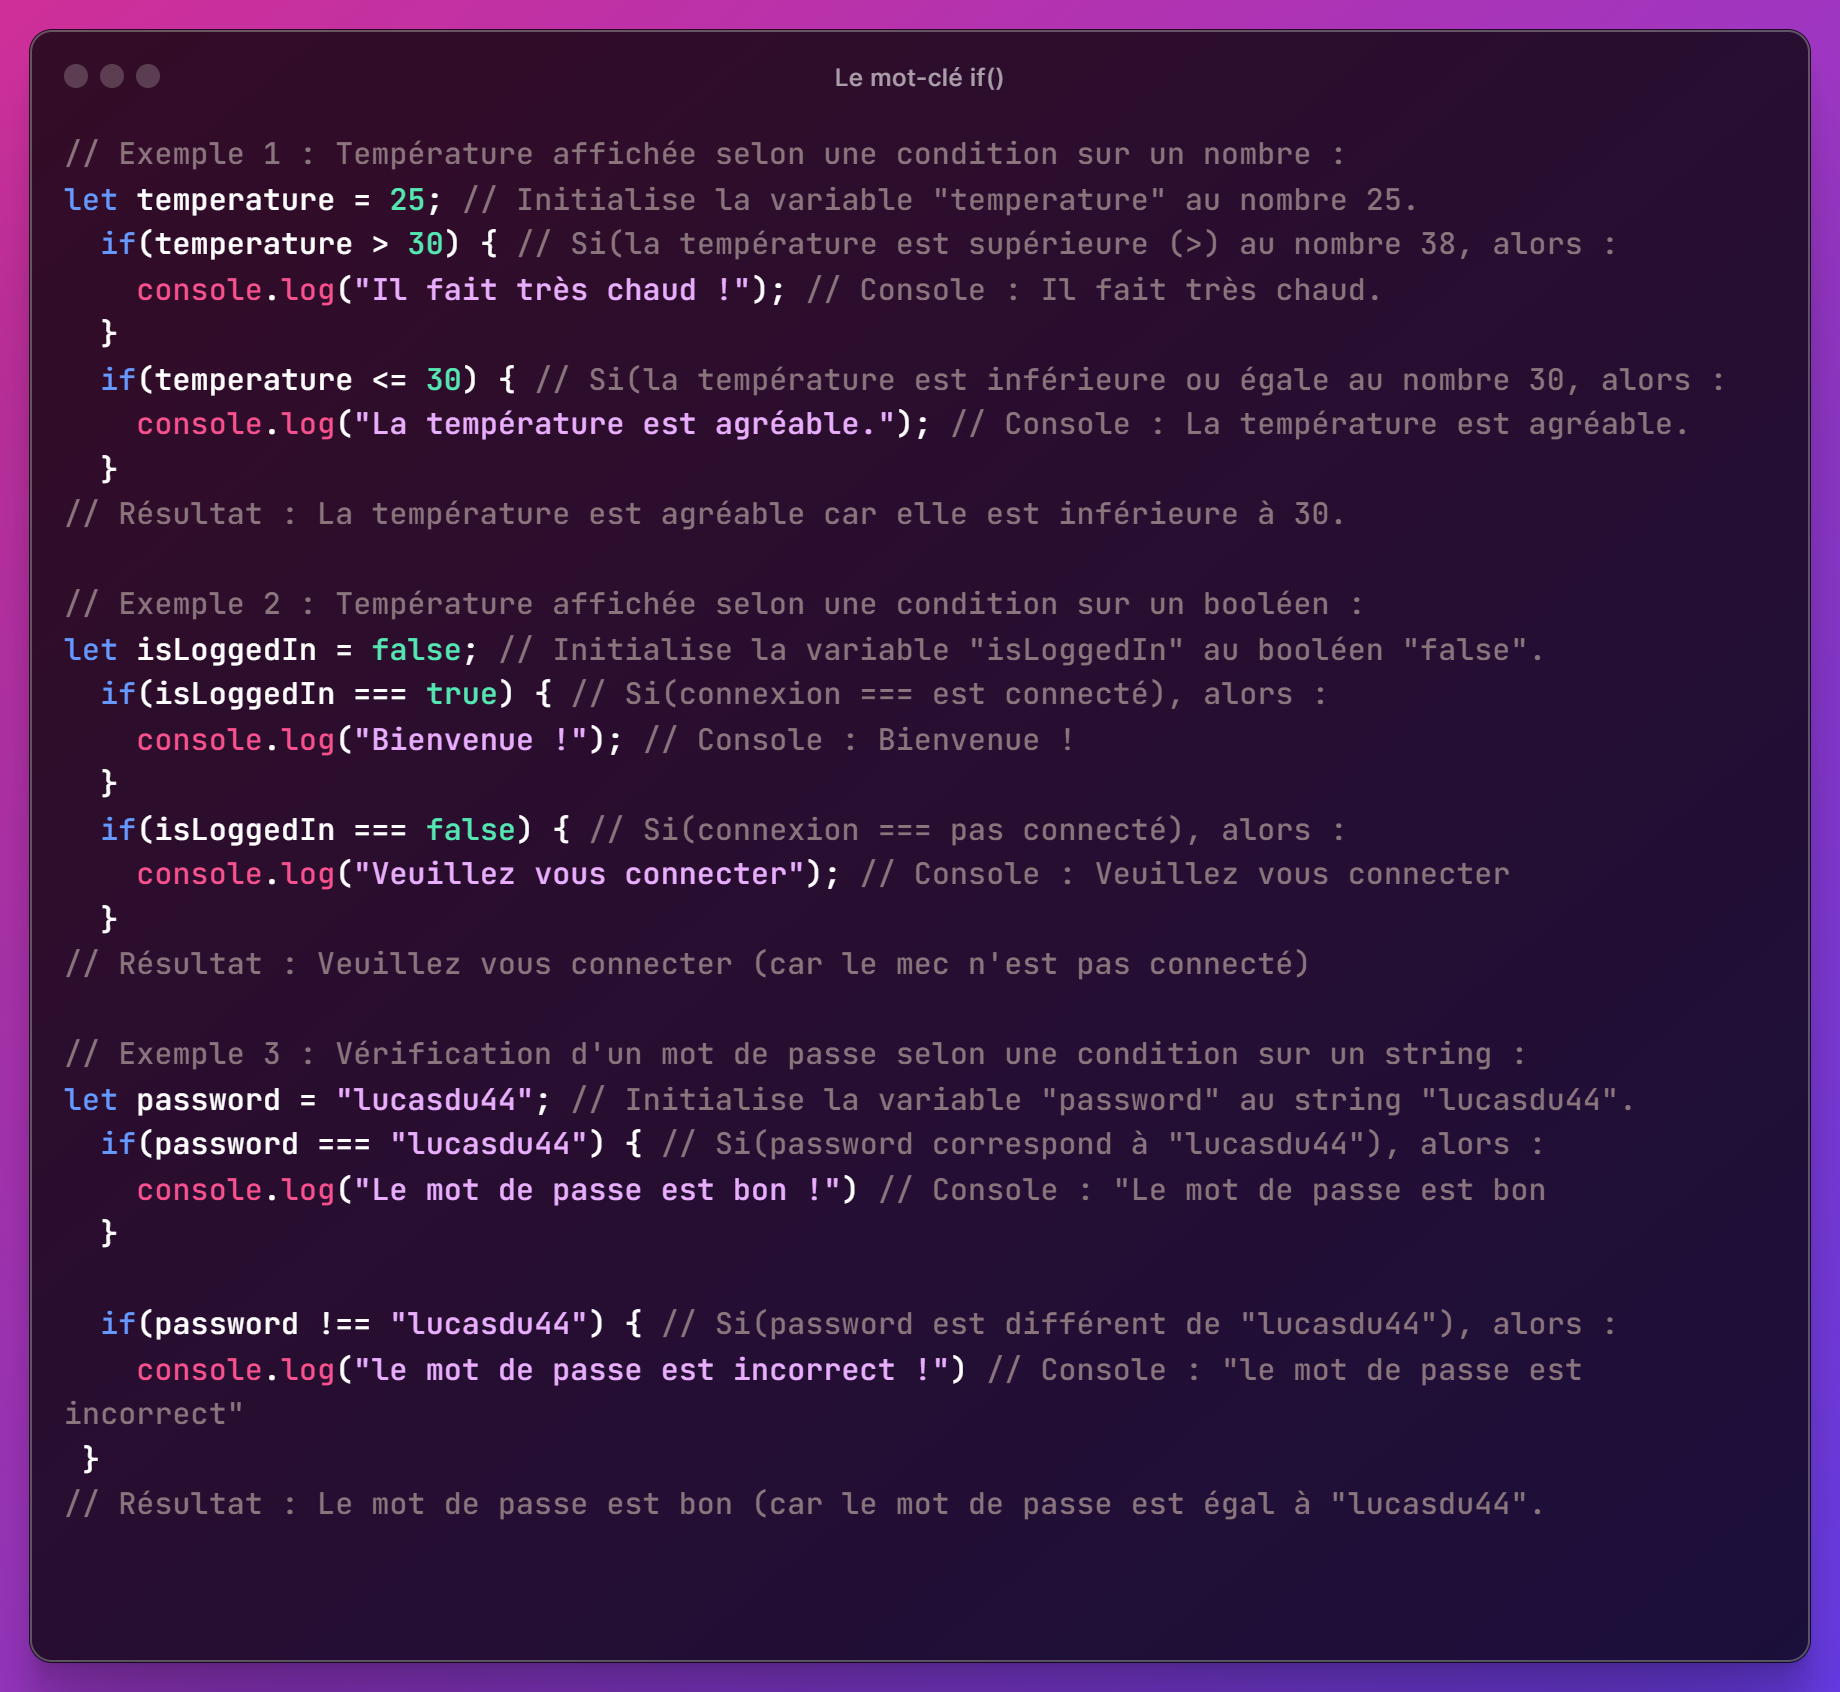 Le mot-clé if()
// Exemple 1 : Température affichée selon une condition sur un nombre :
let temperature = 25; // Initialise la variable "temperature" au nombre 25.
  if(temperature > 30) { // Si(la température est supérieure (>) au nombre 38, alors :
    console.log("Il fait très chaud !"); // Console : Il fait très chaud.
  }
  if(temperature <= 30) { // Si(la température est inférieure ou égale au nombre 30, alors :
    console.log("La température est agréable."); // Console : La température est agréable.
  }
// Résultat : La température est agréable car elle est inférieure à 30.

// Exemple 2 : Température affichée selon une condition sur un booléen :
let isLoggedIn = false; // Initialise la variable "isLoggedIn" au booléen "false".
  if(isLoggedIn === true) { // Si(connexion === est connecté), alors :
    console.log("Bienvenue !"); // Console : Bienvenue !
  }
  if(isLoggedIn === false) { // Si(connexion === pas connecté), alors :
    console.log("Veuillez vous connecter"); // Console : Veuillez vous connecter
  }
// Résultat : Veuillez vous connecter (car le mec n'est pas connecté)

// Exemple 3 : Vérification d'un mot de passe selon une condition sur un string :
let password = "lucasdu44"; // Initialise la variable "password" au string "lucasdu44".
  if(password === "lucasdu44") { // Si(password correspond à "lucasdu44"), alors :
    console.log("Le mot de passe est bon !") // Console : "Le mot de passe est bon
  }

  if(password !== "lucasdu44") { // Si(password est différent de "lucasdu44"), alors :
    console.log("le mot de passe est incorrect !") // Console : "le mot de passe est
incorrect"
 }
// Résultat : Le mot de passe est bon (car le mot de passe est égal à "lucasdu44".